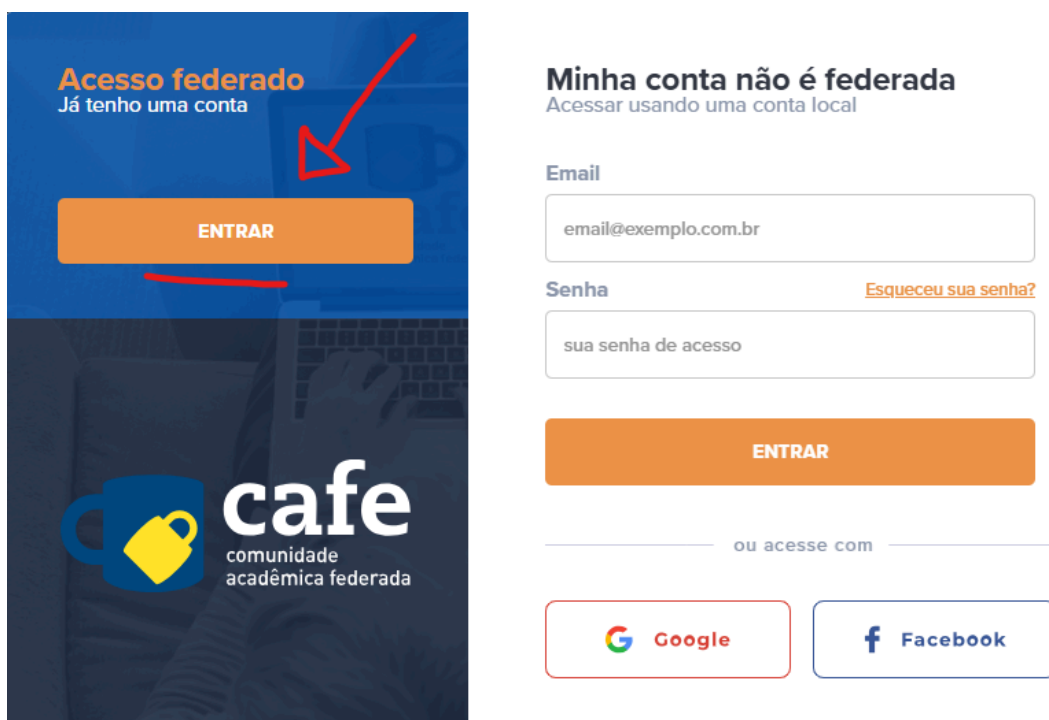 Acesso federado
Já tenho uma conta
ENTRAR
cafe
comunidade
acadêmica federada
Minha conta não é federada
Acessar usando uma conta local
Email
email@exemplo.com.br
Senha
Esqueceu sua senha?
sua senha de acesso
ENTRAR
ou acesse com
Google
Facebook